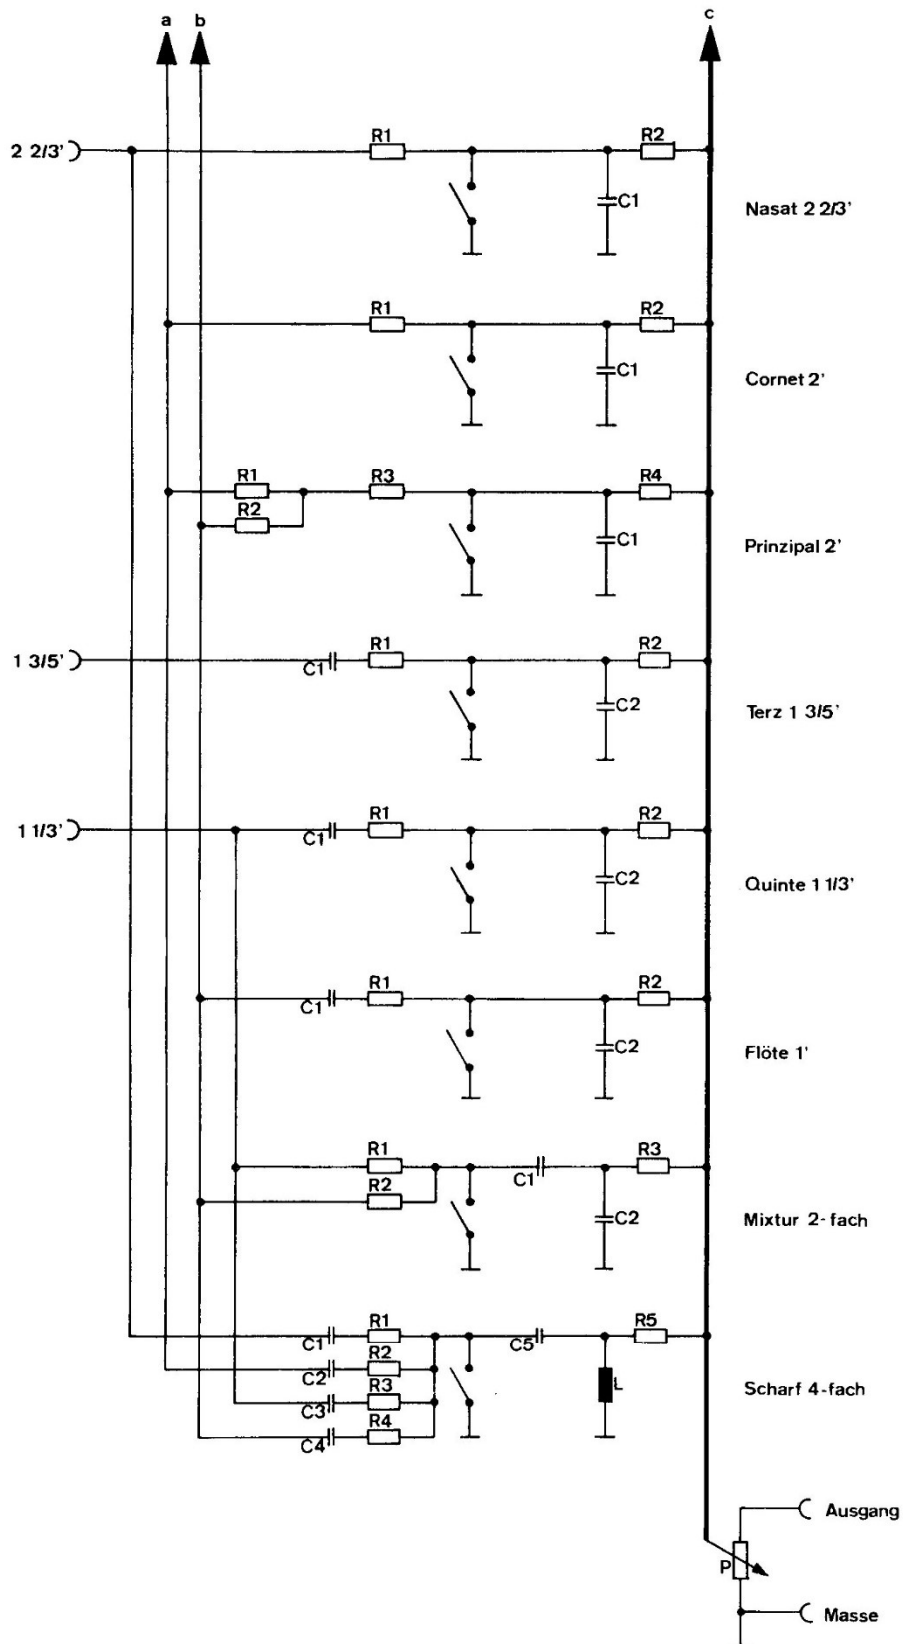 a b c
R1 R2
2 2/3'
C1
Nasat 2 2/3'
R1 R2
C1
Cornet 2'
R1 R3 R4
R2
C1
Prinzipal 2'
R1 R2
1 3/5'
C1
C2
Terz 1 3/5'
R1 R2
1 1/3'
C1
C2
Quinte 1 1/3'
R1 R2
C1
C2
Flöte 1'
R1 R3
C1
R2
C2
Mixtur 2-fach
R1 R5
C1 C5
R2
C2
R3
L
Scharf 4-fach
C3
R4
C4
Ausgang
P
Masse